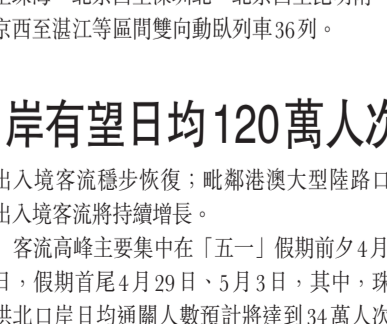 京西至湛江等區間雙向動臥列車36列。
岸有望日均120萬人次
出入境客流穩步恢復；毗鄰港澳大型陸路口
出入境客流將持續增長。
客流高峰主要集中在「五一」假期前夕4月
日，假期首尾4月29日、5月3日，其中，珠
拱北口岸日均通關人數預計將達到34萬人次